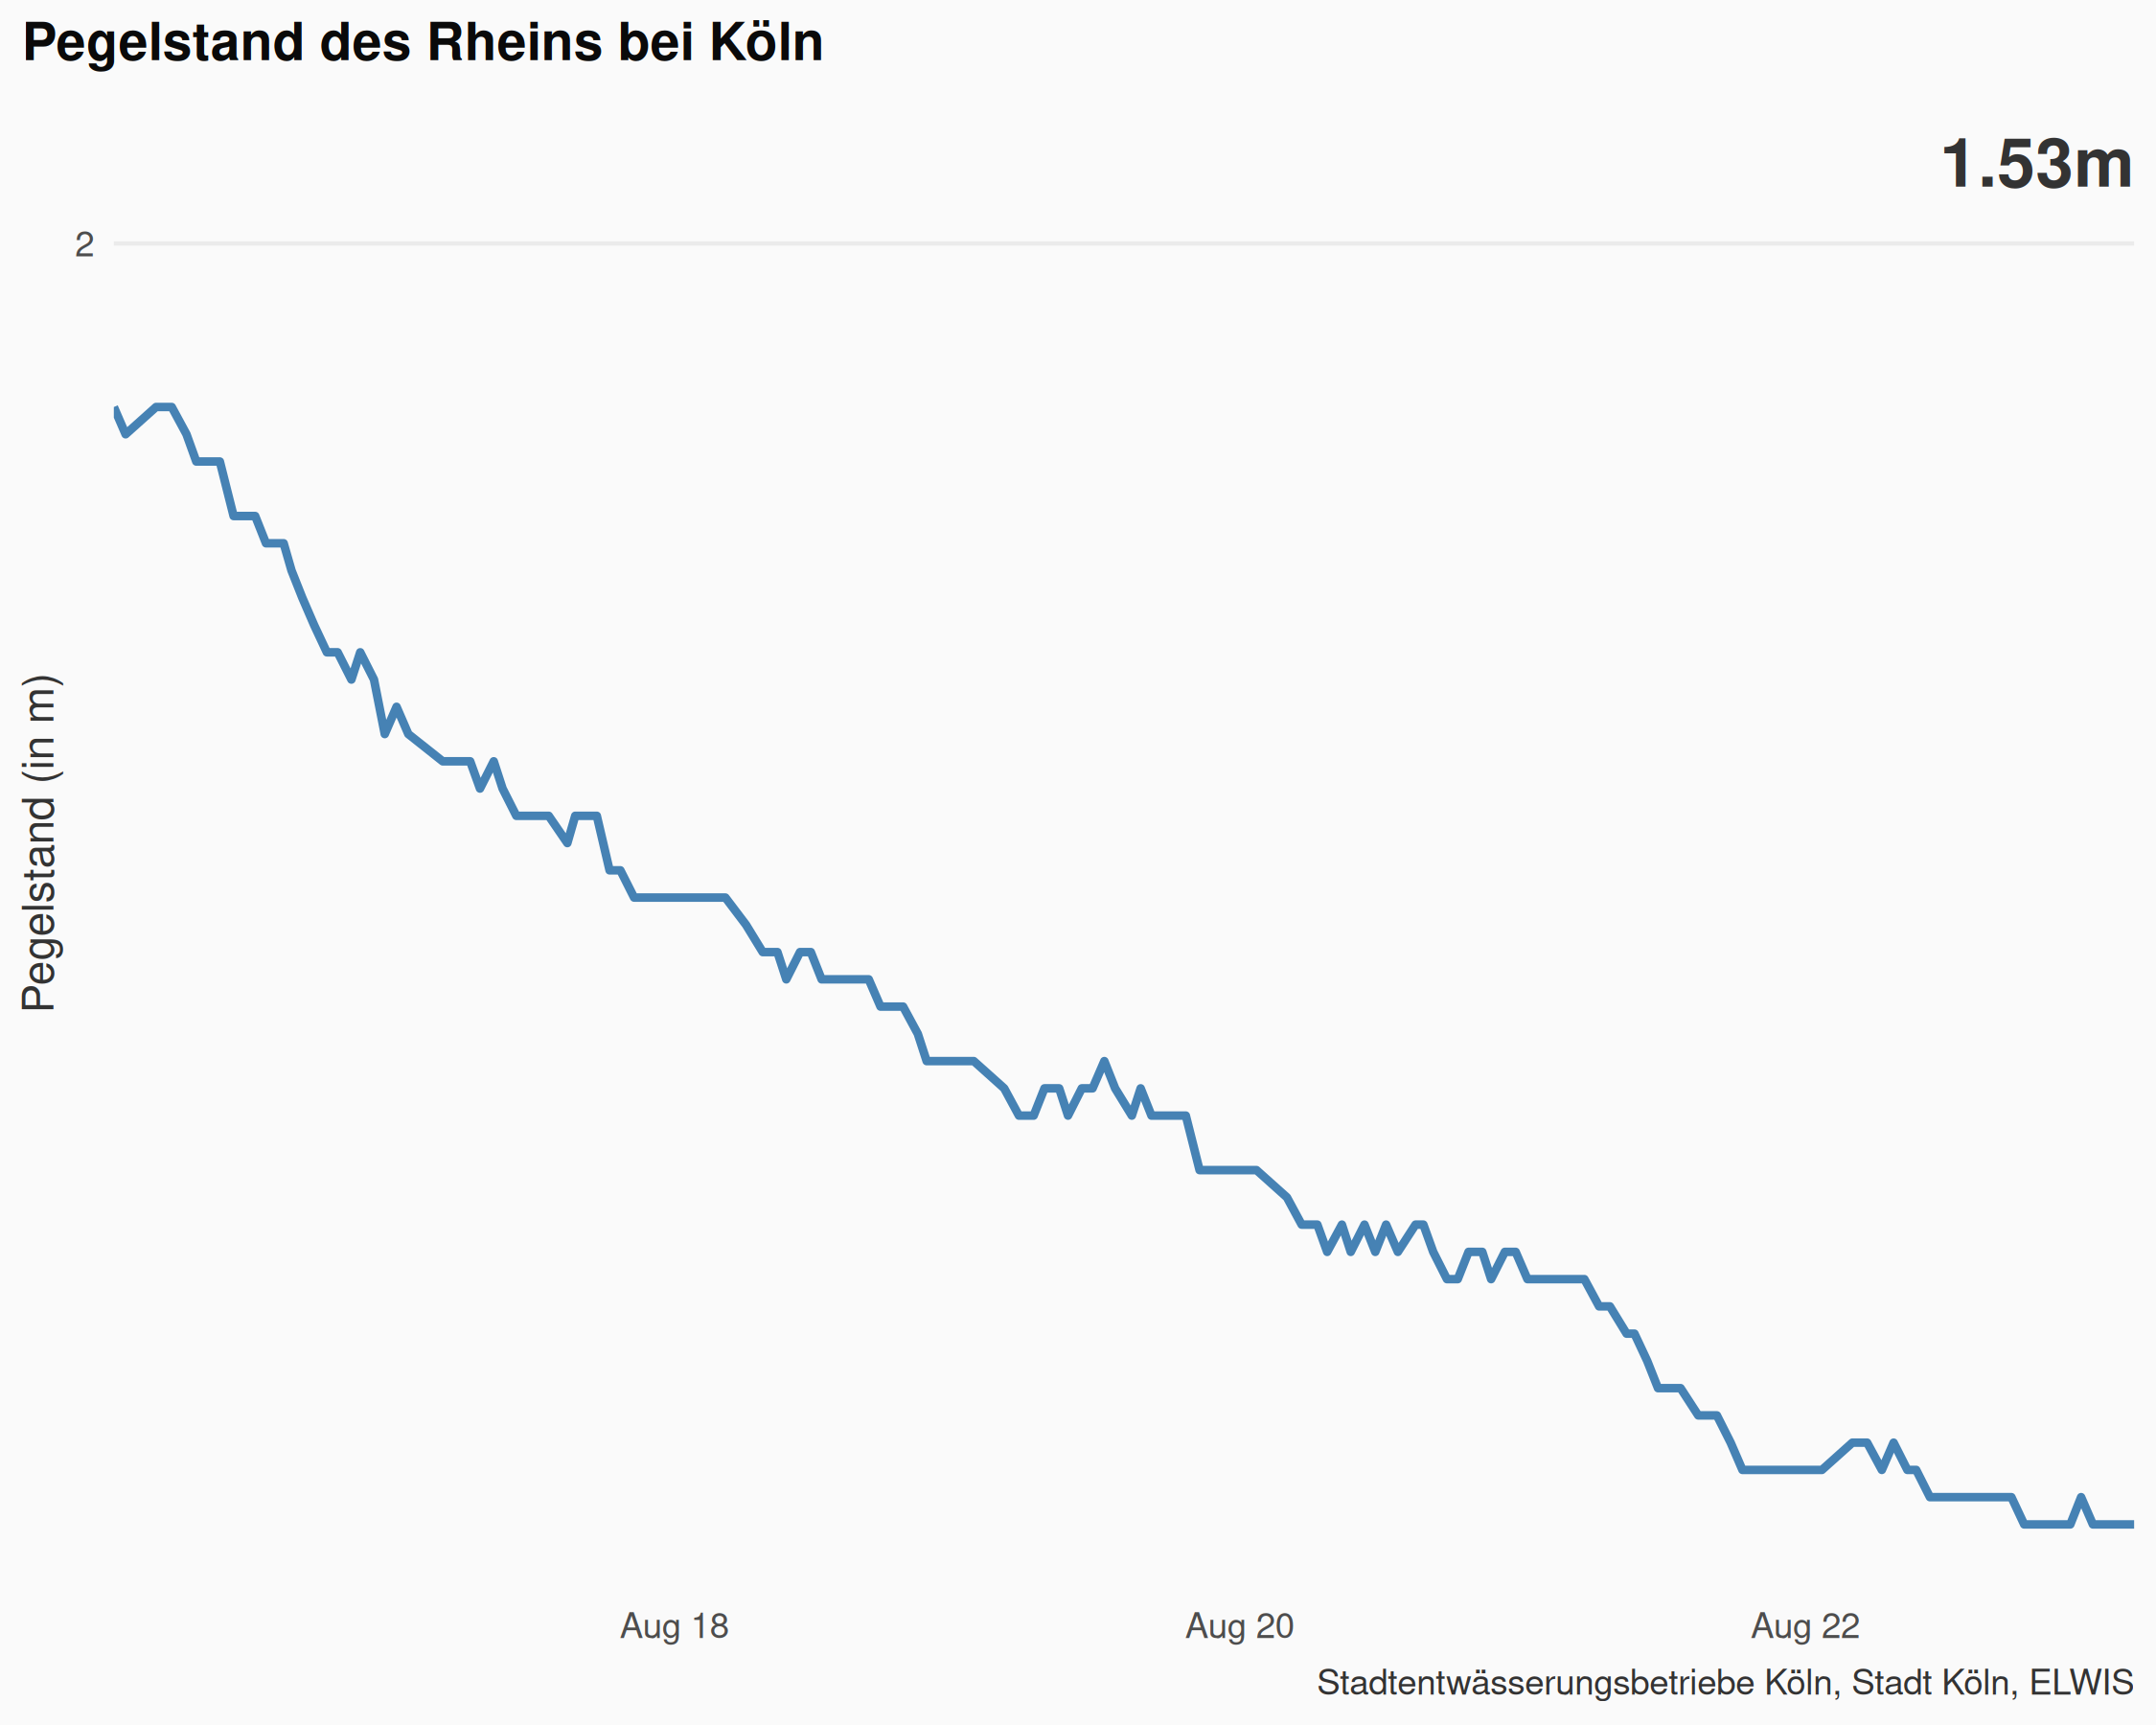 Pegelstand des Rheins bei Köln
1.53m
2
Pegelstand (in m)
Aug 18
Aug 20
Aug 22
Stadtentwässerungsbetriebe Köln, Stadt Köln, ELWIS